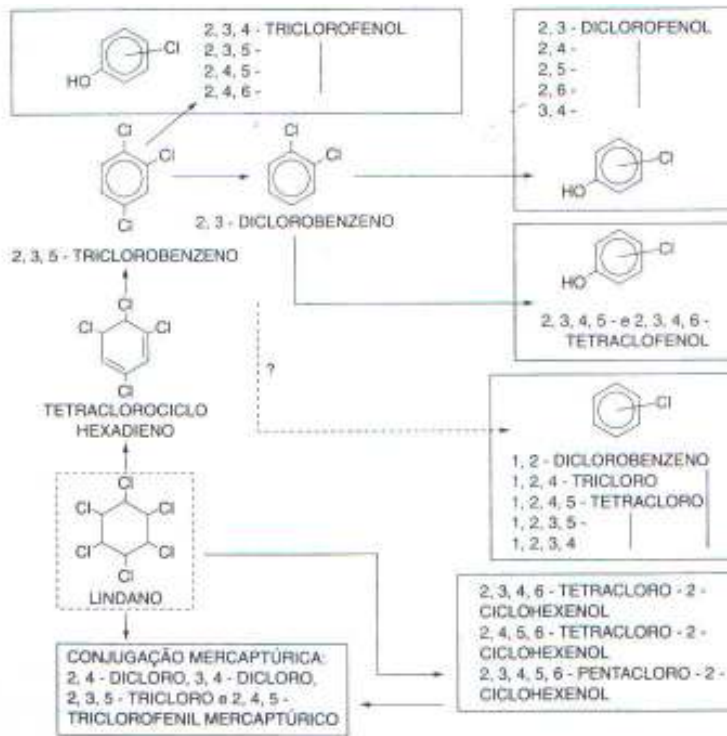 2, 3, 4 - TRICLOROFENOL
2, 3, 5 -
2, 4, 5 -
2, 4, 6 -
Cl
HO
2, 3 - DICLOROFENOL
2, 4 -
2, 5 -
2, 6 -
3, 4 -
Cl
HO
Cl
Cl
Cl
2, 3, 5 - TRICLOROBENZENO
Cl
Cl
2, 3 - DICLOROBENZENO
Cl
HO
2, 3, 4, 5 - e 2, 3, 4, 6 -
TETRACLOFENOL
Cl
Cl
Cl
Cl
TETRACLOROCICLO
HEXADIENO
?
Cl
1, 2 - DICLOROBENZENO
1, 2, 4 - TRICLORO
1, 2, 4, 5 - TETRACLORO
1, 2, 3, 5 -
1, 2, 3, 4
Cl
Cl
Cl
Cl
Cl
Cl
LINDANO
2, 3, 4, 6 - TETRACLORO - 2 -
CICLOHEXENOL
2, 4, 5, 6 - TETRACLORO - 2 -
CICLOHEXENOL
2, 3, 4, 5, 6 - PENTACLORO - 2 -
CICLOHEXENOL
CONJUGAÇÃO MERCAPTÚRICA:
2, 4 - DICLORO, 3, 4 - DICLORO,
2, 3, 5 - TRICLORO e 2, 4, 5 -
TRICLOROFENIL MERCAPTÚRICO